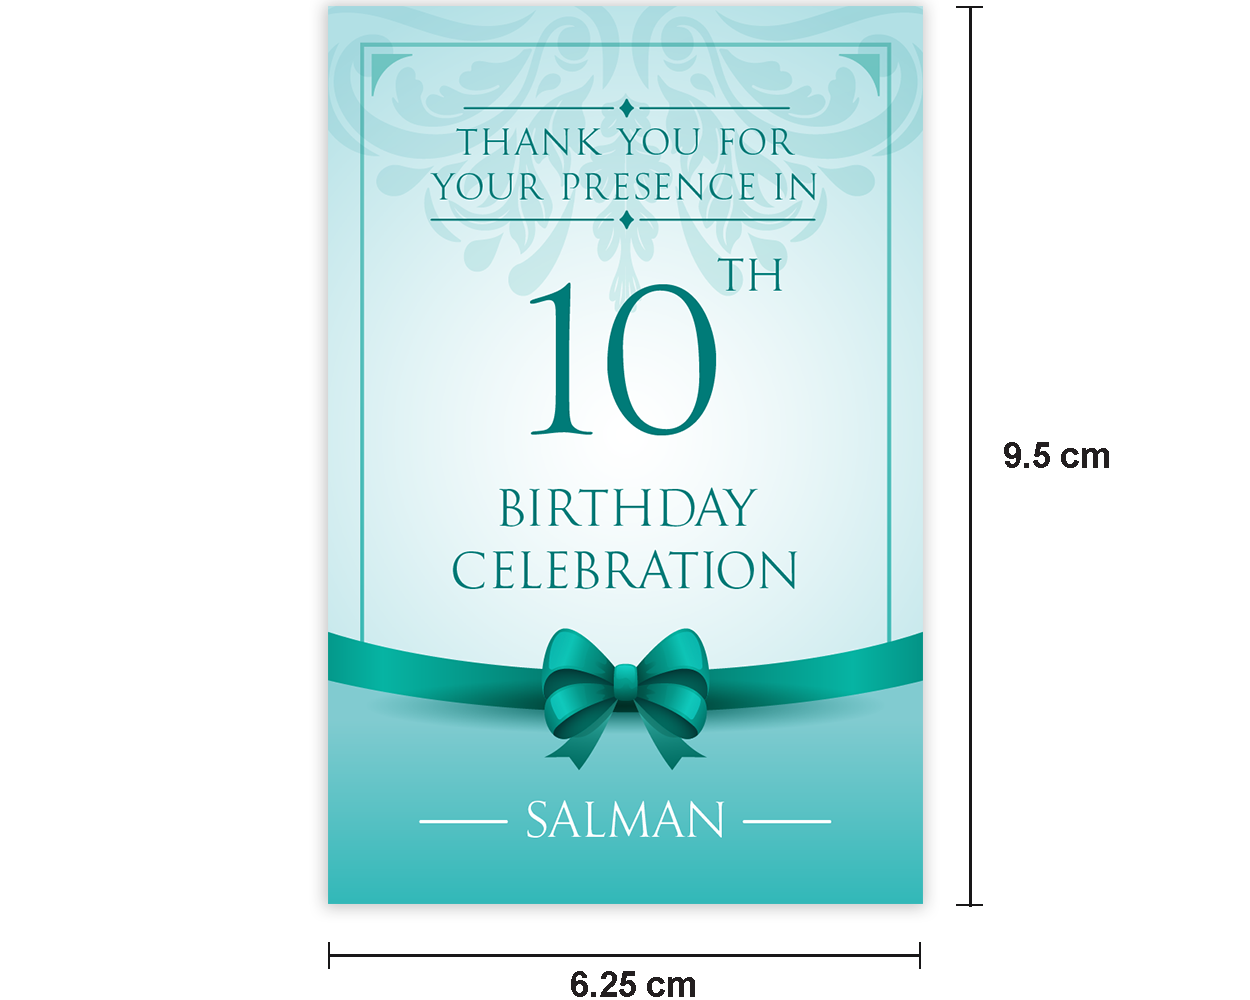 THANK YOU FOR
YOUR PRESENCE IN
10TH
BIRTHDAY
CELEBRATION
SALMAN
9.5 cm
6.25 cm